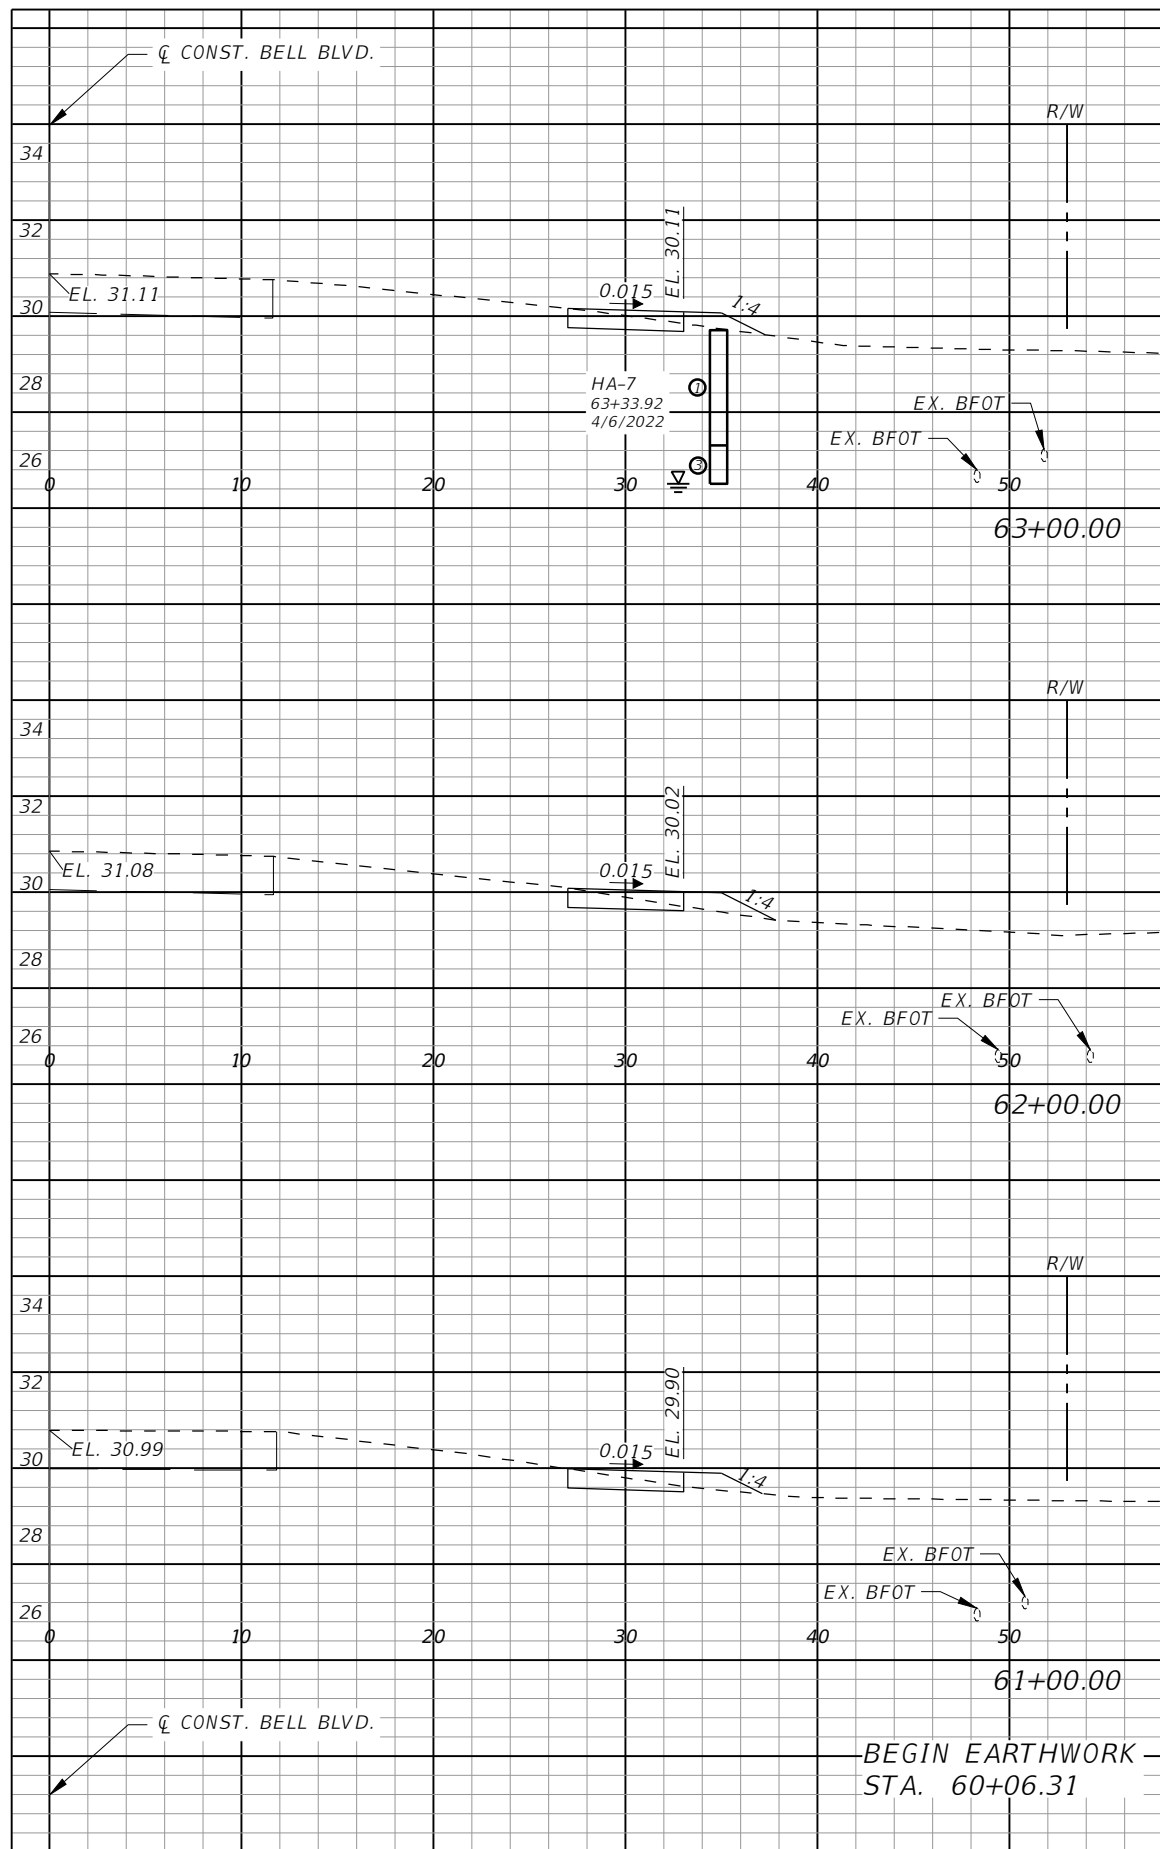 ℄ CONST. BELL BLVD.
R/W
34
32
EL. 30.11
EL. 31.11
0.015
1:4
30
28
HA-7
63+33.92
4/6/2022
1
EX. BFOT
EX. BFOT
26
3
0 10 20 30 40 50
63+00.00
R/W
34
32
EL. 30.02
EL. 31.08
0.015
1:4
30
28
EX. BFOT
EX. BFOT
26
0 10 20 30 40 50
62+00.00
R/W
34
32
EL. 29.90
EL. 30.99
0.015
1:4
30
28
EX. BFOT
EX. BFOT
26
0 10 20 30 40 50
61+00.00
℄ CONST. BELL BLVD.
BEGIN EARTHWORK
STA. 60+06.31